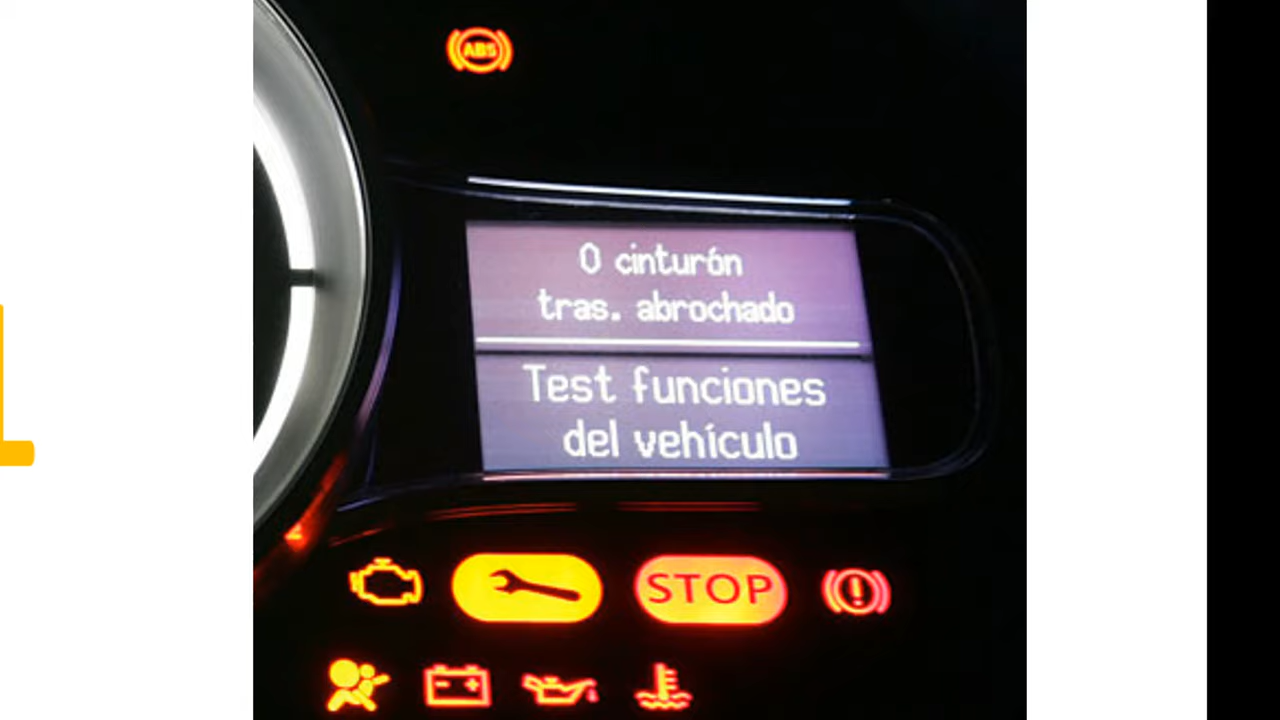 ABS
0 cinturón
tras. abrochado
Test funciones
del vehículo
STOP